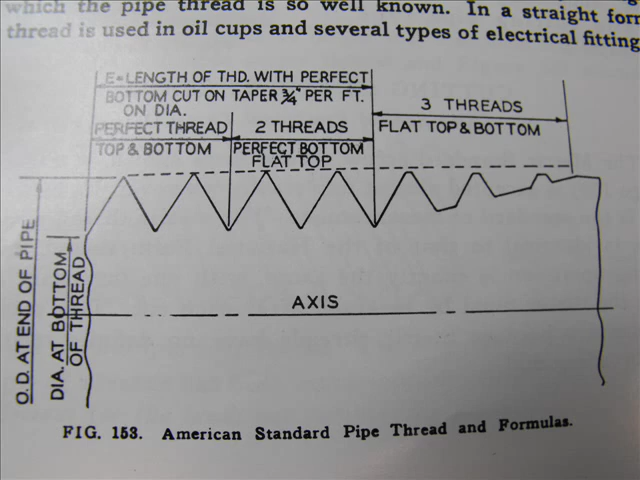 which the pipe thread is so well known. In a straight form
thread is used in oil cups and several types of electrical fitting
E=LENGTH OF THD. WITH PERFECT
BOTTOM CUT ON TAPER 3/4" PER FT.
ON DIA.
3 THREADS
FLAT TOP & BOTTOM
PERFECT THREAD
TOP & BOTTOM
2 THREADS
PERFECT BOTTOM
FLAT TOP
O.D. AT END OF PIPE
DIA. AT BOTTOM
OF THREAD
AXIS
FIG. 153. American Standard Pipe Thread and Formulas.